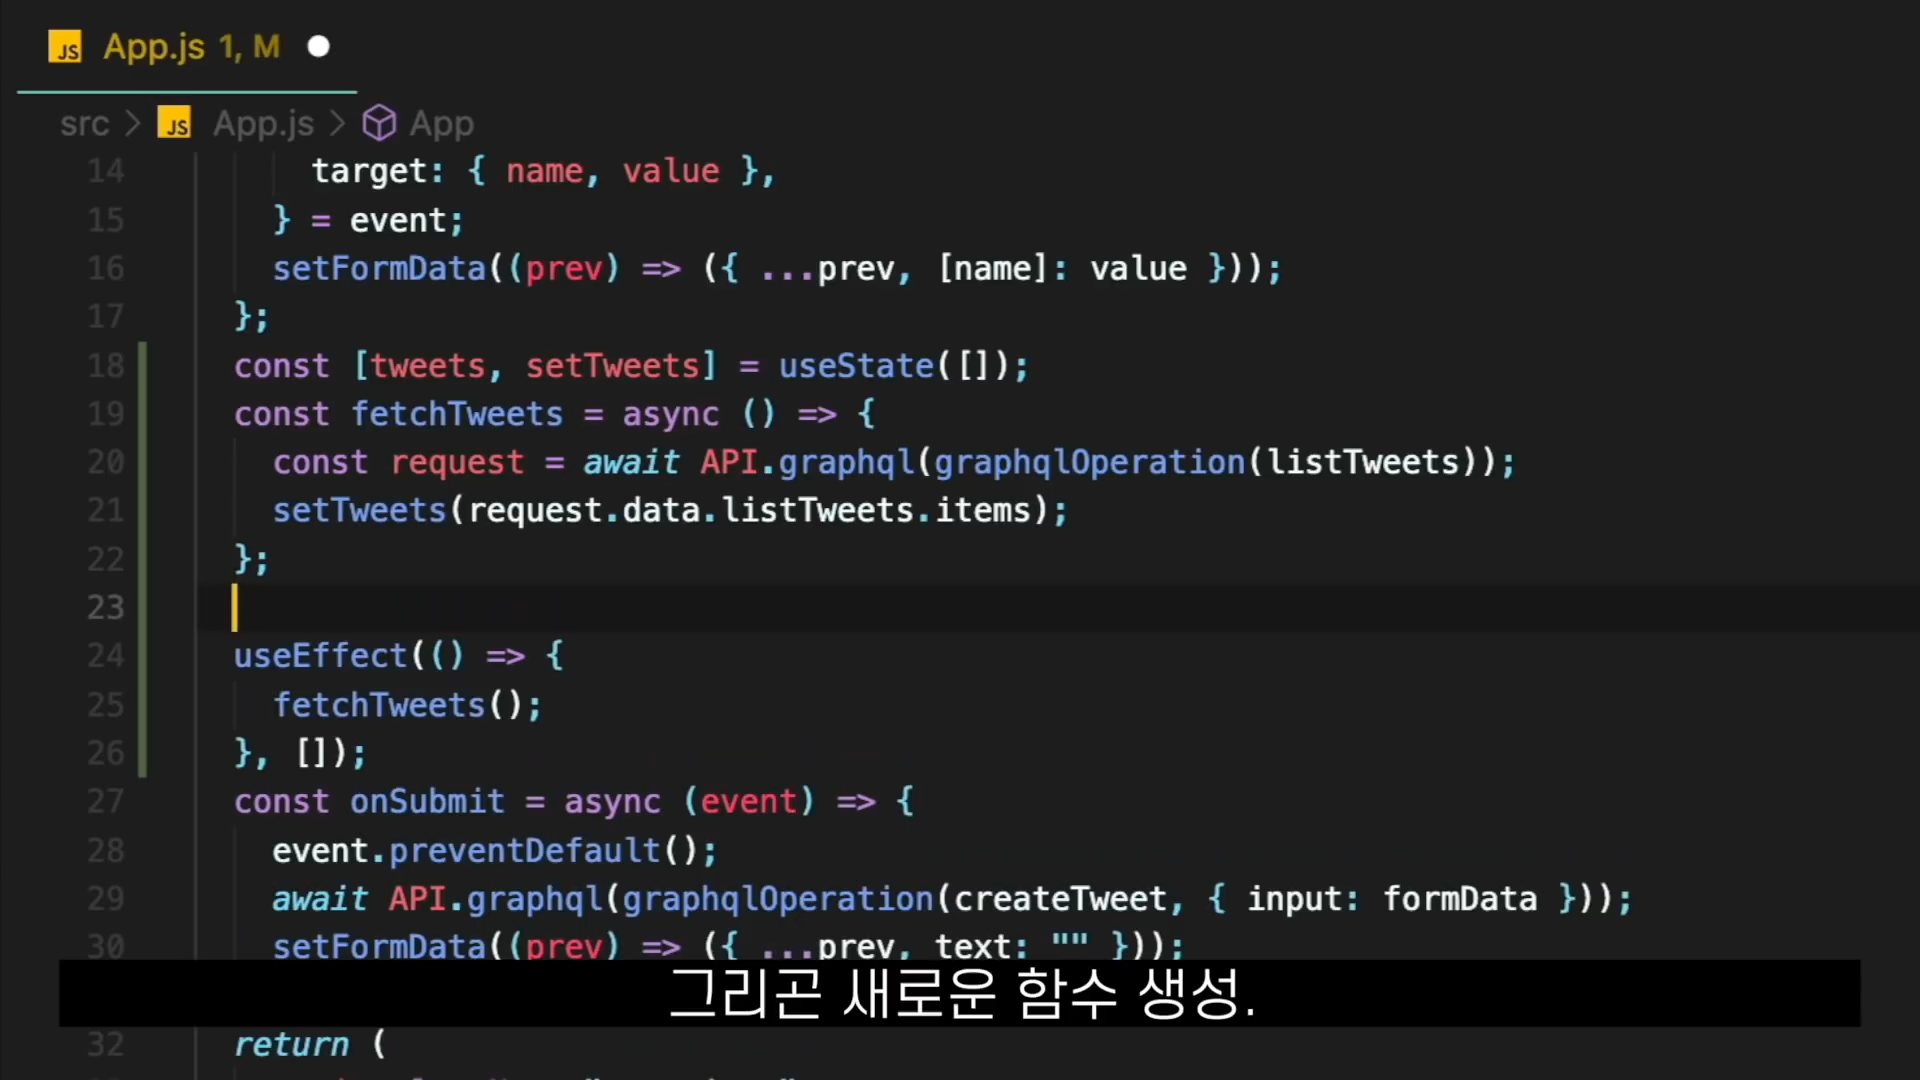 JS App.js 1, M
src > JS App.js > App
14 target: { name, value },
15 } = event;
16 setFormData((prev) => ({ ...prev, [name]: value }));
17 };
18 const [tweets, setTweets] = useState([]);
19 const fetchTweets = async () => {
20 const request = await API.graphql(graphqlOperation(listTweets));
21 setTweets(request.data.listTweets.items);
22 };
23
24 useEffect(() => {
25 fetchTweets();
26 }, []);
27 const onSubmit = async (event) => {
28 event.preventDefault();
29 await API.graphql(graphqlOperation(createTweet, { input: formData }));
30 setFormData((prev) => ({ ...prev, text: "" }));
그리곤 새로운 함수 생성.
32 return (